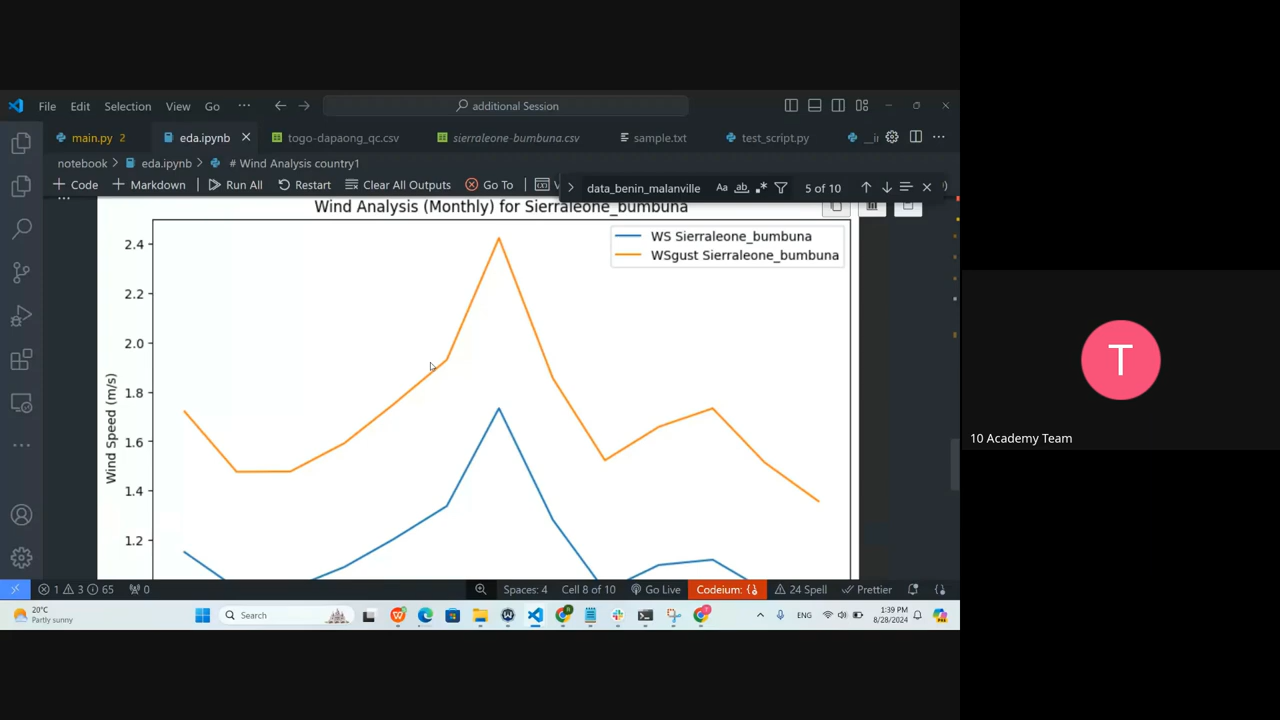 File Edit Selection View Go ··· additional Session
main.py 2 eda.ipynb togo-dapaong_qc.csv sierraleone-bumbuna.csv sample.txt test_script.py
notebook > eda.ipynb > # Wind Analysis country1
+ Code + Markdown Run All Restart Clear All Outputs Go To
data_benin_malanville Aa ab 5 of 10
Wind Analysis (Monthly) for Sierraleone_bumbuna
WS Sierraleone_bumbuna
WSgust Sierraleone_bumbuna
2.4
2.2
2.0
1.8
1.6
1.4
1.2
Wind Speed (m/s)
T
10 Academy Team
1 3 65 0 Spaces: 4 Cell 8 of 10 Go Live Codeium: {} 24 Spell Prettier
20°C
Partly sunny
Search
ENG
1:39 PM
8/28/2024